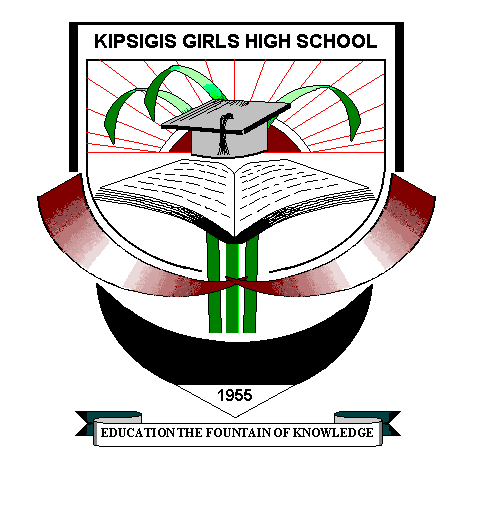 KIPSIGIS GIRLS HIGH SCHOOL
1955
EDUCATION THE FOUNTAIN OF KNOWLEDGE